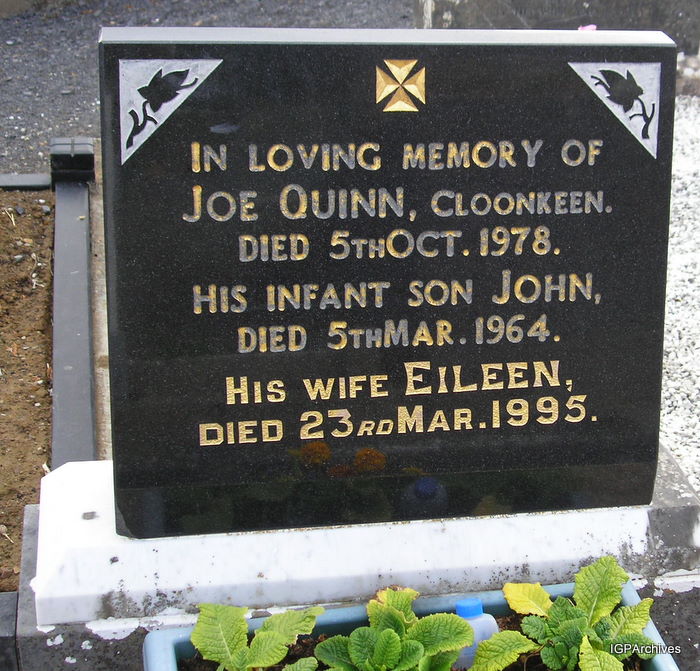 IN LOVING MEMORY OF
JOE QUINN, CLOONKEEN.
DIED 5TH OCT. 1978.
HIS INFANT SON JOHN,
DIED 5TH MAR. 1964.
HIS WIFE EILEEN,
DIED 23RD MAR. 1995.
IGPArchives